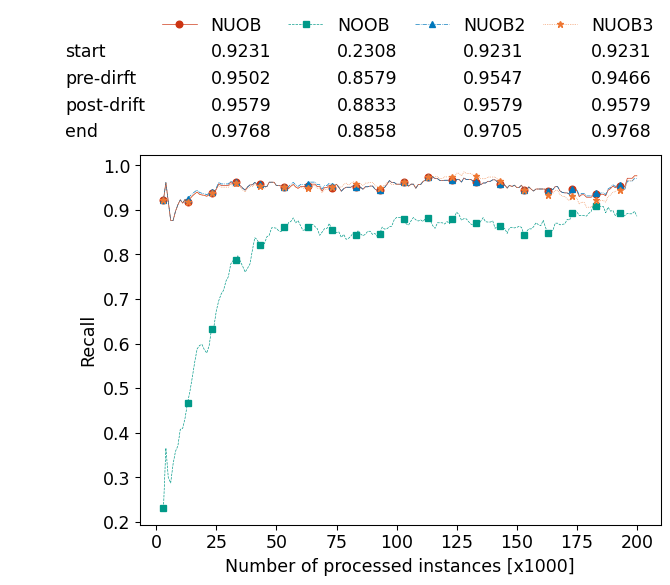 NUOB NOOB NUOB2 NUOB3
start 0.9231 0.2308 0.9231 0.9231
pre-dirft 0.9502 0.8579 0.9547 0.9466
post-drift 0.9579 0.8833 0.9579 0.9579
end 0.9768 0.8858 0.9705 0.9768
1.0
0.9
0.8
0.7
0.6
0.5
0.4
0.3
0.2
Recall
0 25 50 75 100 125 150 175 200
Number of processed instances [x1000]